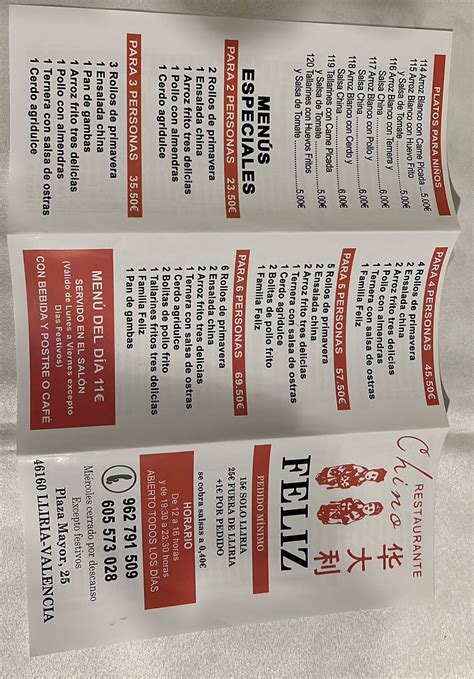 PLATOS PARA NIÑOS
114 Arroz Blanco con Carne Picada
y Salsa de Tomate
5,00€
115 Arroz Blanco con Huevo Frito
y Salsa de Tomate
5,00€
116 Arroz Blanco con Ternera y
Salsa China
6,00€
117 Arroz Blanco con Pollo y
Salsa China
6,00€
118 Arroz Blanco con Cerdo y
Salsa China
6,00€
119 Tallarines con Carne Picada
y Salsa de Tomate
5,00€
120 Tallarines con Huevos Fritos
y Salsa de Tomate
5,00€
MENÚS
ESPECIALES
PARA 2 PERSONAS 23.50€
2 Rollos de primavera
1 Ensalada china
1 Arroz frito tres delicias
1 Pollo con almendras
1 Cerdo agridulce
PARA 3 PERSONAS 35.50€
3 Rollos de primavera
1 Ensalada china
1 Pan de gambas
1 Arroz frito tres delicias
1 Pollo con almendras
1 Ternera con salsa de ostras
1 Cerdo agridulce
PARA 4 PERSONAS 45.50€
4 Rollos de primavera
2 Ensalada china
2 Arroz frito tres delicias
1 Pollo con almendras
1 Ternera con salsa de ostras
1 Familia Feliz
PARA 5 PERSONAS 57.50€
5 Rollos de primavera
2 Ensalada china
2 Arroz frito tres delicias
1 Ternera con salsa de ostras
1 Cerdo agridulce
2 Bolitas de pollo frito
1 Familia Feliz
PARA 6 PERSONAS 69.50€
6 Rollos de primavera
2 Ensalada china
2 Arroz frito tres delicias
1 Ternera con salsa de ostras
1 Cerdo agridulce
2 Bolitas de pollo frito
1 Tallarines fritos tres delicias
1 Familia Feliz
1 Pan de gambas
MENÚ DEL DÍA 11€
SERVIDO EN EL SALÓN
(Válido de Lunes a Viernes excepto
Días Festivos)
CON BEBIDA Y POSTRE O CAFÉ
RESTAURANTE
Chino
华大利
FELIZ
PEDIDO MÍNIMO
15€ SOLO LLIRIA
25€ FUERA DE LLIRIA
+1€ POR PEDIDO
se cobra salsas a 0,40€
HORARIO
De 12 a 16 horas
y de 19:30 a 23:30 horas
ABIERTO TODOS LOS DÍAS
962 791 509
605 573 028
Miércoles cerrado por descanso
Excepto festivos
Plaza Mayor, 25
46160 LLIRIA-VALENCIA